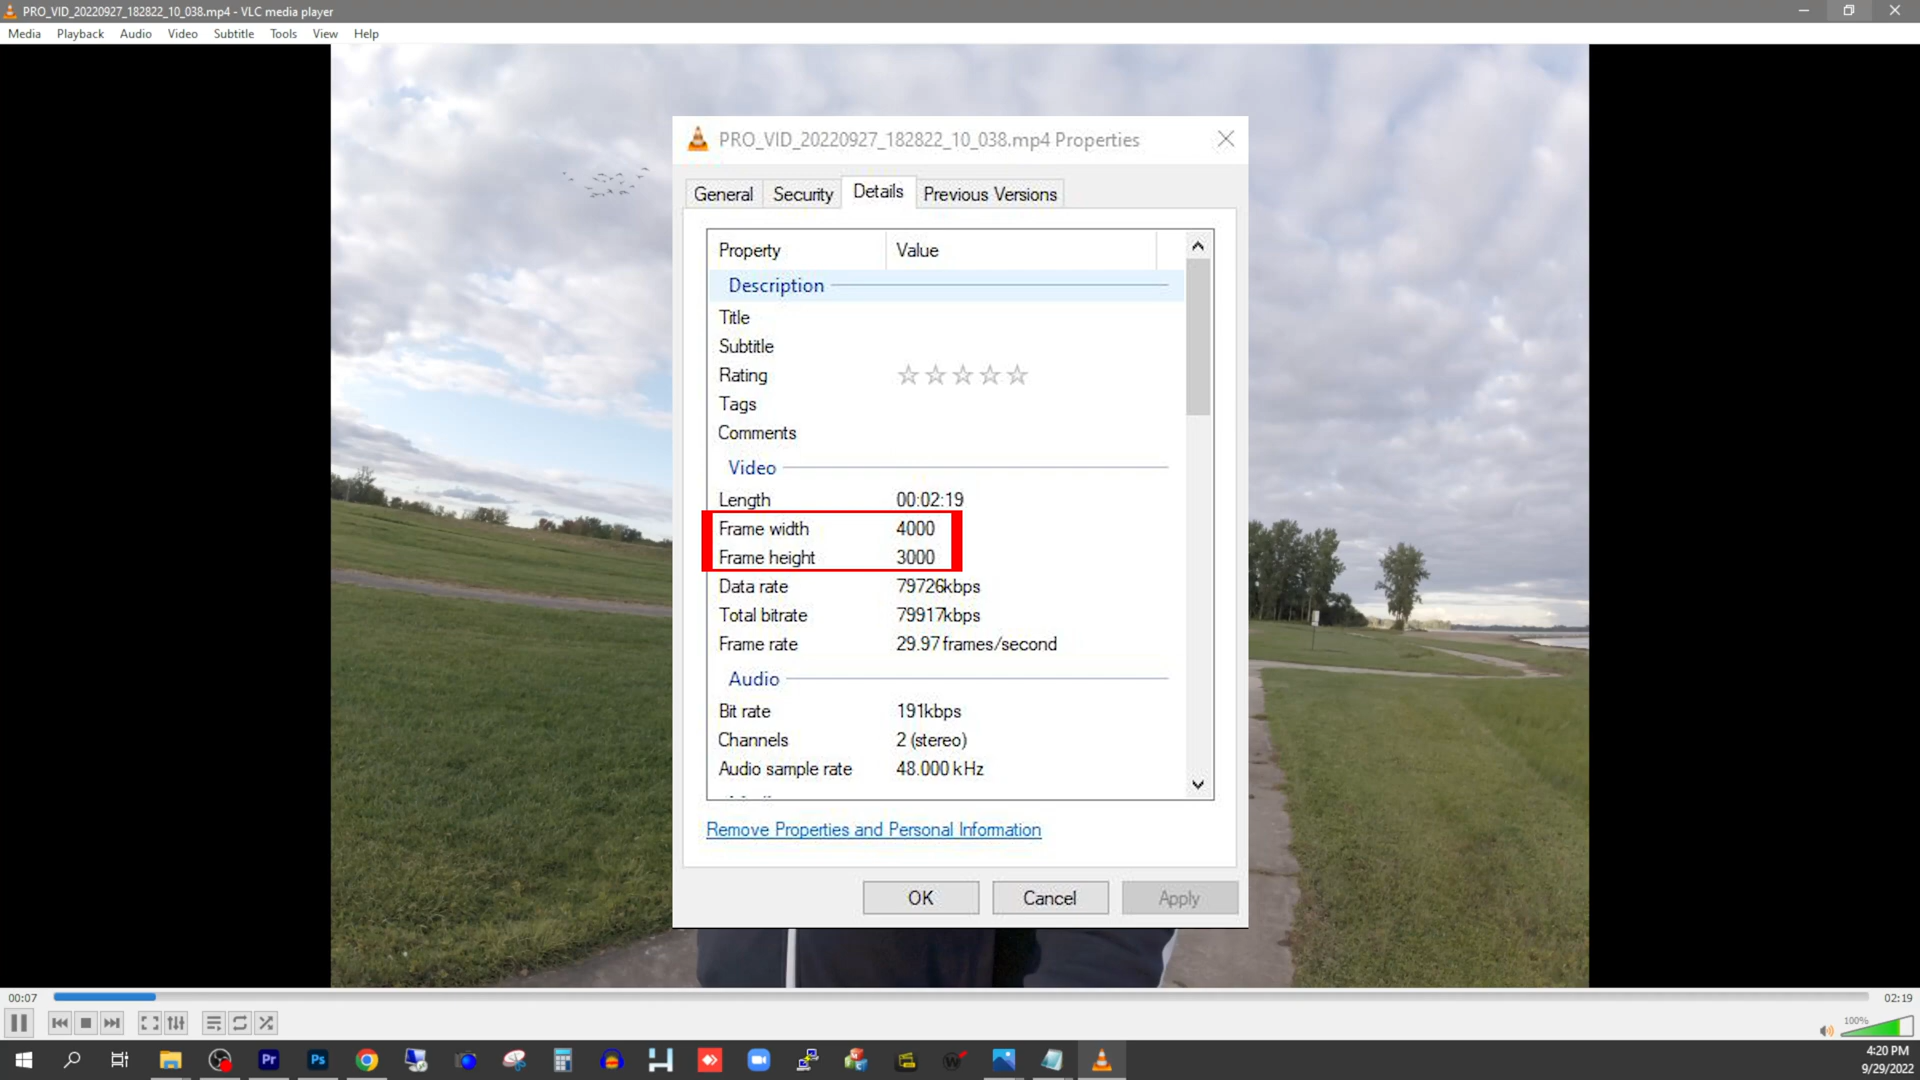 PRO_VID_20220927_182822_10_038.mp4 - VLC media player
Media Playback Audio Video Subtitle Tools View Help
PRO_VID_20220927_182822_10_038.mp4 Properties
General Security Details Previous Versions
Property Value
Description
Title
Subtitle
Rating
Tags
Comments
Video
Length 00:02:19
Frame width 4000
Frame height 3000
Data rate 79726kbps
Total bitrate 79917kbps
Frame rate 29.97 frames/second
Audio
Bit rate 191kbps
Channels 2 (stereo)
Audio sample rate 48.000 kHz
Remove Properties and Personal Information
OK Cancel Apply
00:07 02:19
100%
Pr Ps
4:20 PM
9/29/2022